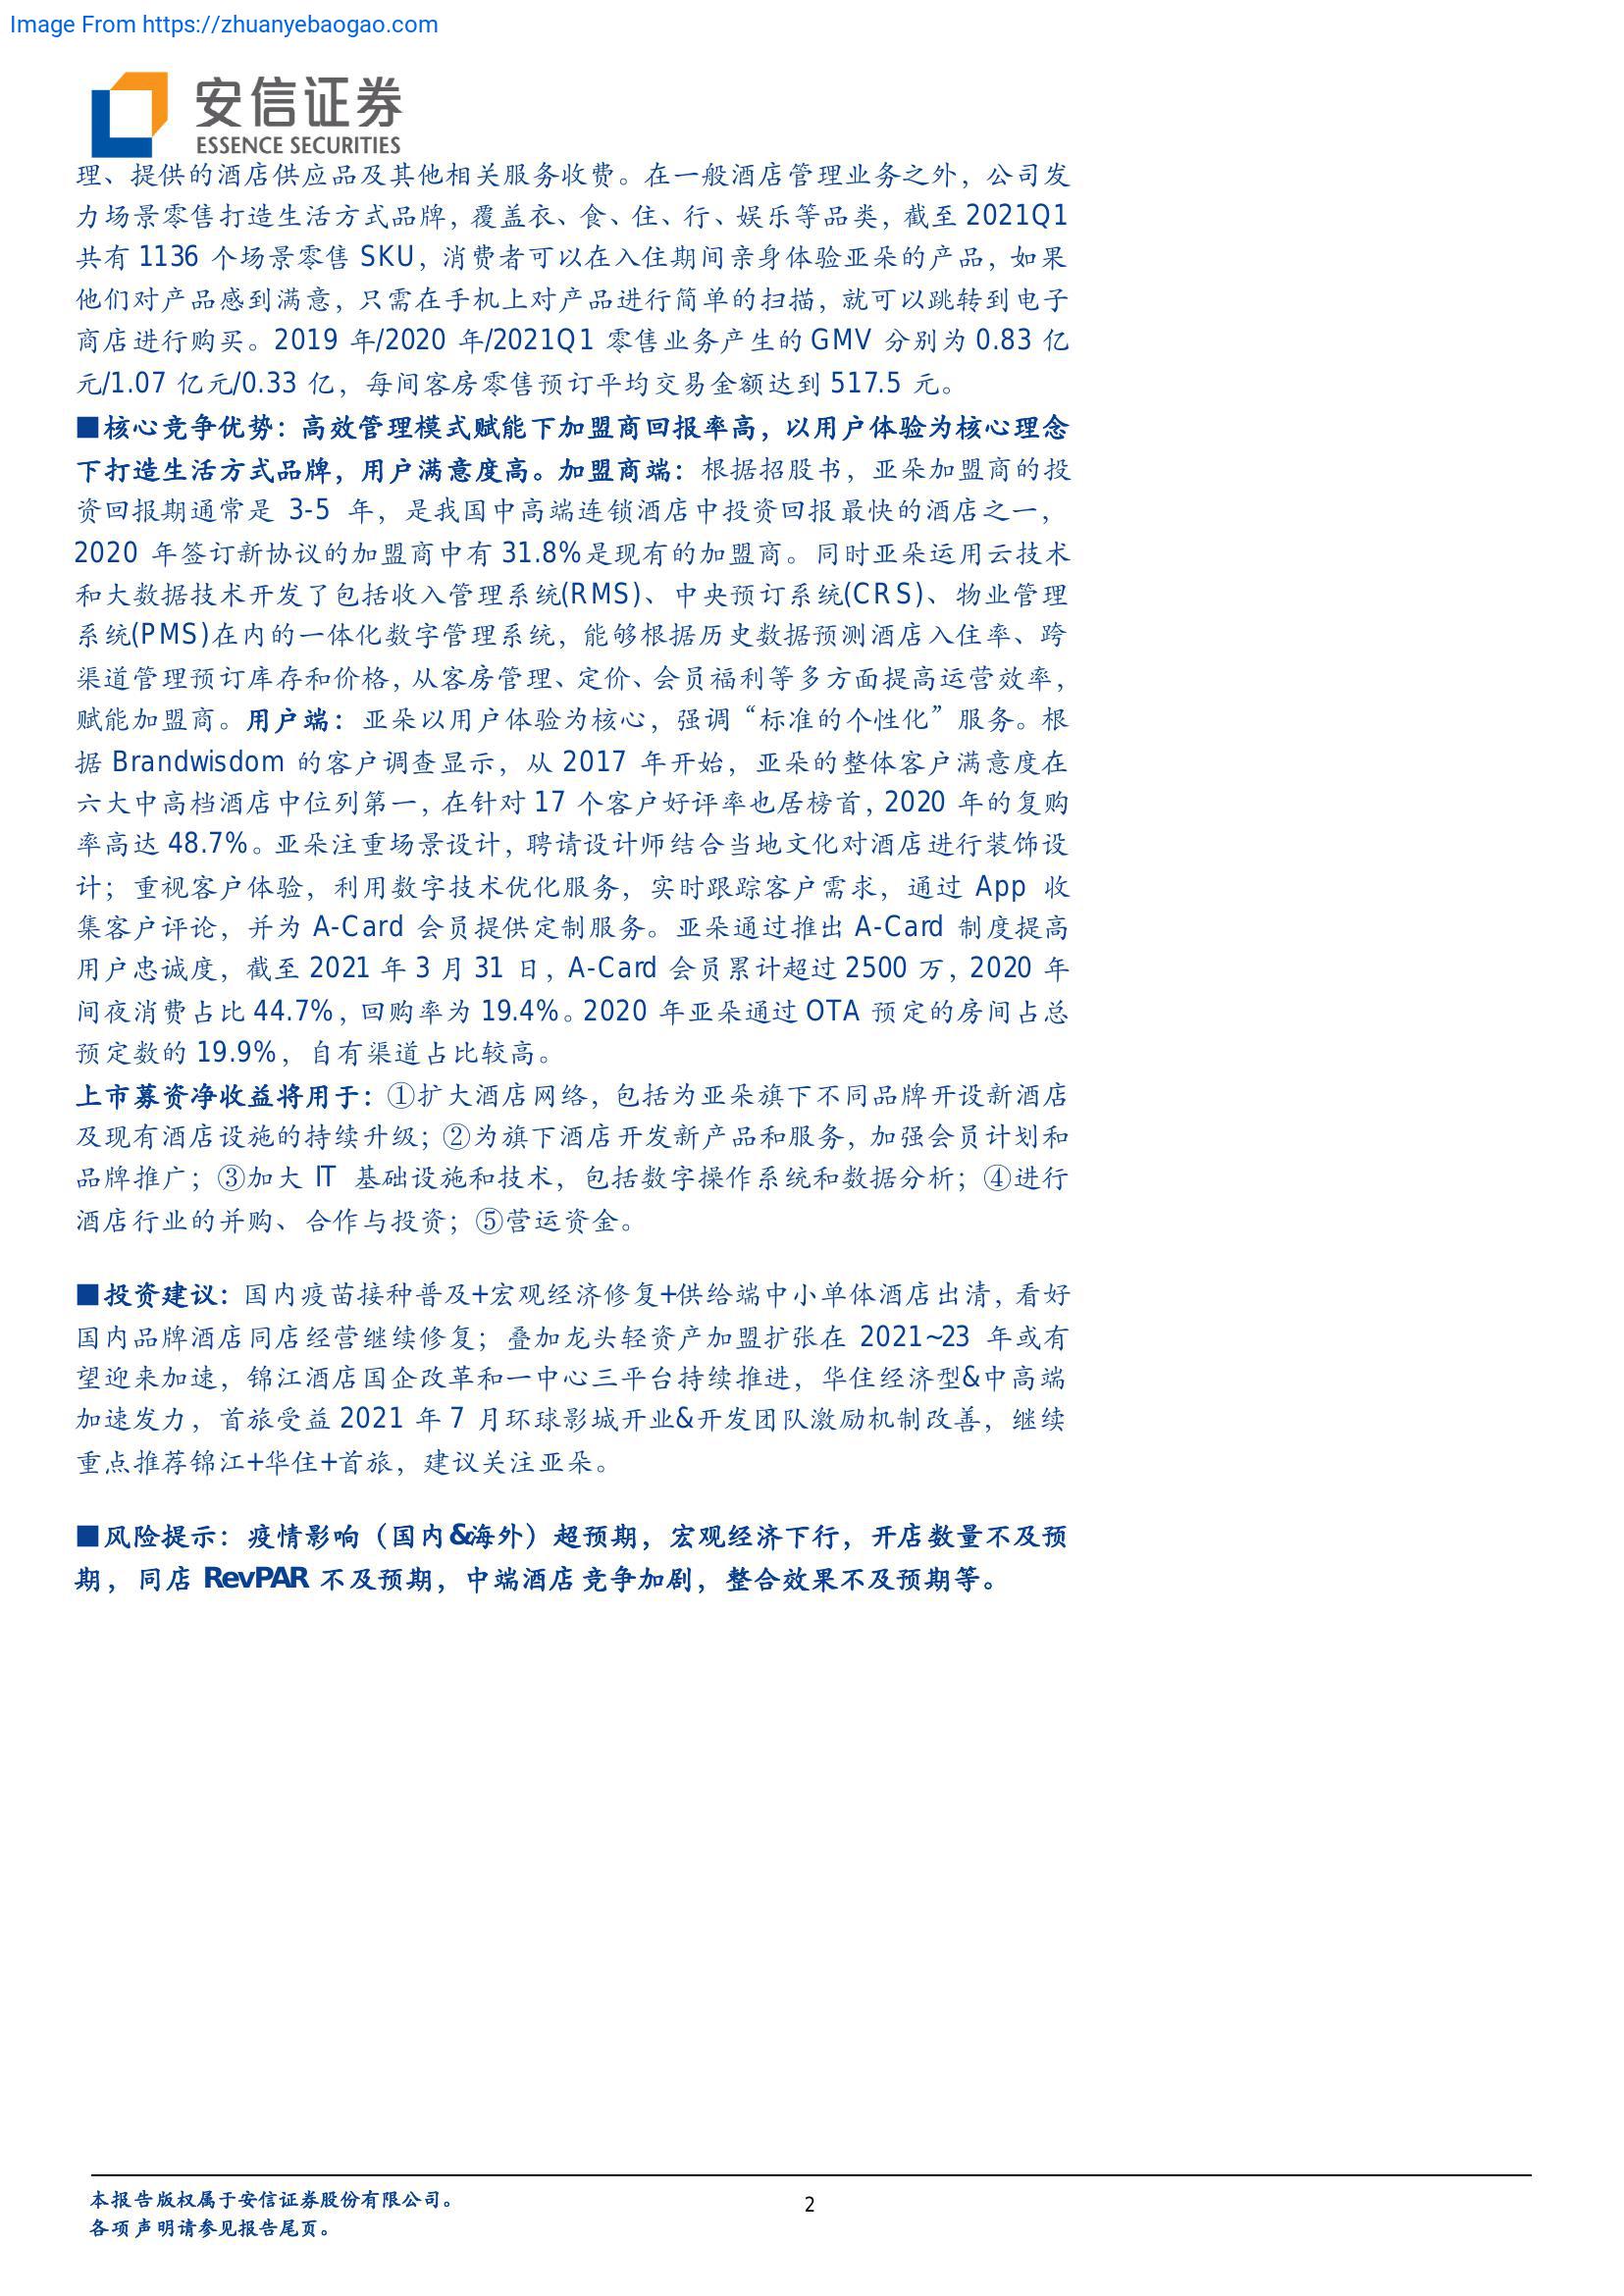 Image From https://zhuanyebaogao.com
安信证券
ESSENCE SECURITIES
理、提供的酒店供应品及其他相关服务收费。在一般酒店管理业务之外，公司发
力场景零售打造生活方式品牌，覆盖衣、食、住、行、娱乐等品类，截至 2021Q1
共有 1136 个场景零售 SKU，消费者可以在入住期间亲身体验亚朵的产品，如果
他们对产品感到满意，只需在手机上对产品进行简单的扫描，就可以跳转到电子
商店进行购买。2019 年/2020 年/2021Q1 零售业务产生的 GMV 分别为 0.83 亿
元/1.07 亿元/0.33 亿，每间客房零售预订平均交易金额达到 517.5 元。
■核心竞争优势：高效管理模式赋能下加盟商回报率高，以用户体验为核心理念
下打造生活方式品牌，用户满意度高。加盟商端：根据招股书，亚朵加盟商的投
资回报期通常是 3-5 年，是我国中高端连锁酒店中投资回报最快的酒店之一，
2020 年签订新协议的加盟商中有 31.8%是现有的加盟商。同时亚朵运用云技术
和大数据技术开发了包括收入管理系统(RMS)、中央预订系统(CRS)、物业管理
系统(PMS)在内的一体化数字管理系统，能够根据历史数据预测酒店入住率、跨
渠道管理预订库存和价格，从客房管理、定价、会员福利等多方面提高运营效率，
赋能加盟商。用户端：亚朵以用户体验为核心，强调“标准的个性化”服务。根
据 Brandwisdom 的客户调查显示，从 2017 年开始，亚朵的整体客户满意度在
六大中高档酒店中位列第一，在针对 17 个客户好评率也居榜首，2020 年的复购
率高达 48.7%。亚朵注重场景设计，聘请设计师结合当地文化对酒店进行装饰设
计；重视客户体验，利用数字技术优化服务，实时跟踪客户需求，通过 App 收
集客户评论，并为 A-Card 会员提供定制服务。亚朵通过推出 A-Card 制度提高
用户忠诚度，截至 2021 年 3 月 31 日，A-Card 会员累计超过 2500 万，2020 年
间夜消费占比 44.7%，回购率为 19.4%。2020 年亚朵通过 OTA 预定的房间占总
预定数的 19.9%，自有渠道占比较高。
上市募资净收益将用于：①扩大酒店网络，包括为亚朵旗下不同品牌开设新酒店
及现有酒店设施的持续升级；②为旗下酒店开发新产品和服务，加强会员计划和
品牌推广；③加大 IT 基础设施和技术，包括数字操作系统和数据分析；④进行
酒店行业的并购、合作与投资；⑤营运资金。
■投资建议：国内疫苗接种普及+宏观经济修复+供给端中小单体酒店出清，看好
国内品牌酒店同店经营继续修复；叠加龙头轻资产加盟扩张在 2021~23 年或有
望迎来加速，锦江酒店国企改革和一中心三平台持续推进，华住经济型&中高端
加速发力，首旅受益 2021 年 7 月环球影城开业&开发团队激励机制改善，继续
重点推荐锦江+华住+首旅，建议关注亚朵。
■风险提示：疫情影响（国内&海外）超预期，宏观经济下行，开店数量不及预
期，同店 RevPAR 不及预期，中端酒店竞争加剧，整合效果不及预期等。
本报告版权属于安信证券股份有限公司。
各项声明请参见报告尾页。
2